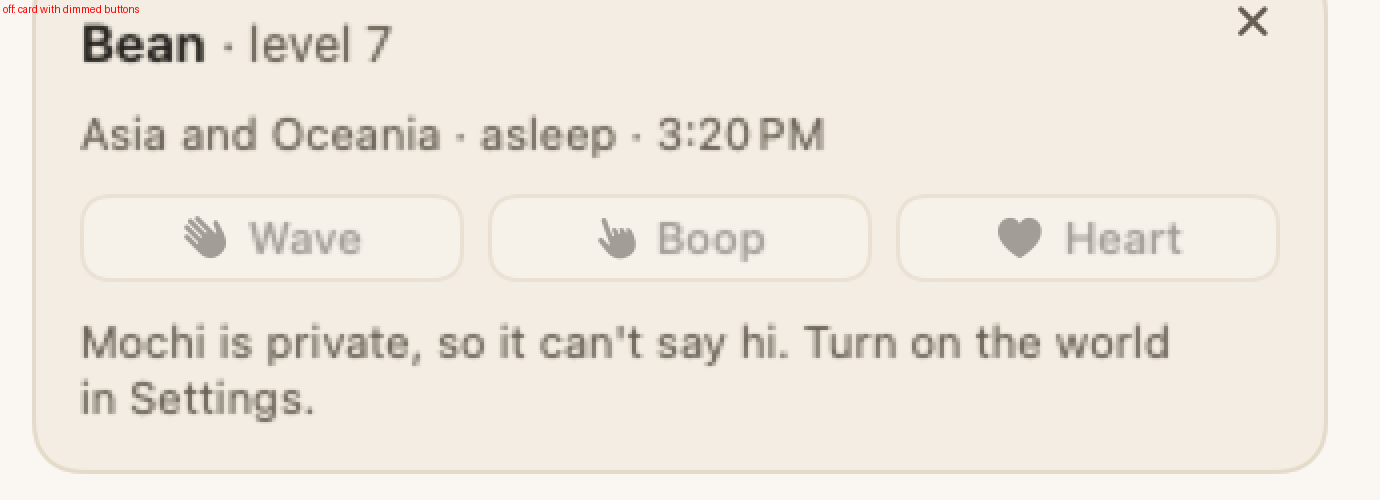 off: card with dimmed buttons
Bean · level 7
Asia and Oceania · asleep · 3:20 PM
Wave
Boop
Heart
Mochi is private, so it can't say hi. Turn on the world
in Settings.